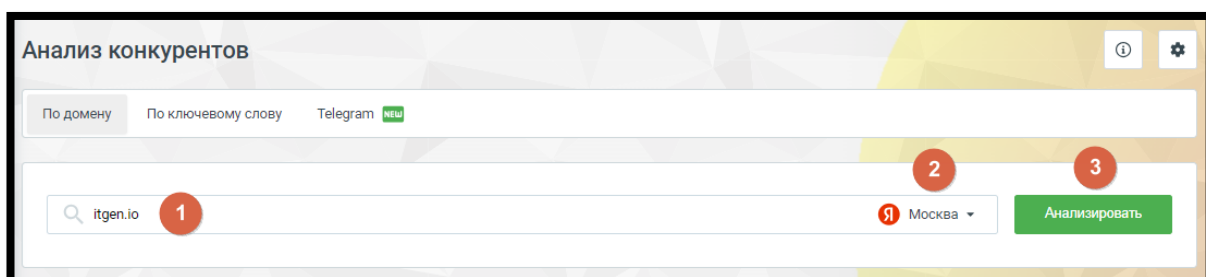 Анализ конкурентов
По домену По ключевому слову Telegram NEW
2 3
itgen.io 1 Я Москва Анализировать